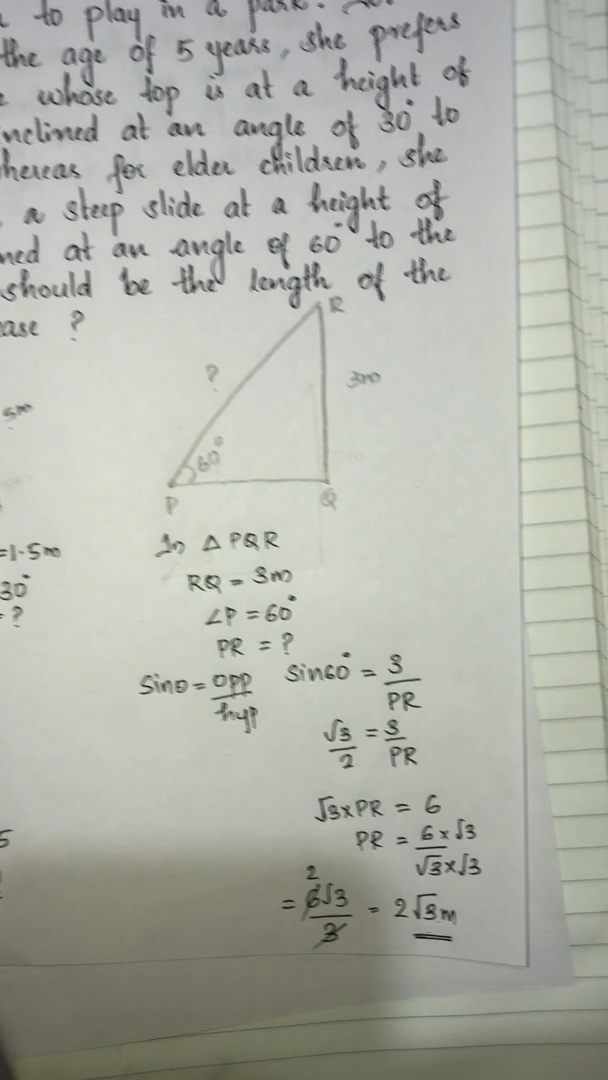 to play in a park.
the age of 5 years, she prefers
whose top is at a height of
inclined at an angle of 30° to
whereas for elder children, she
a steep slide at a height of
ned at an angle of 60° to the
should be the length of the
ase ?
R
?
3m
5m
60°
P
Q
=1.5m
30°
= ?
In △ PQR
RQ = 3m
∠P = 60°
PR = ?
Sinθ = opp/hyp
Sin60° = 3/PR
√3/2 = 3/PR
√3×PR = 6
PR = 6×√3/√3×√3
5
= 6√3/3 = 2√3m
2